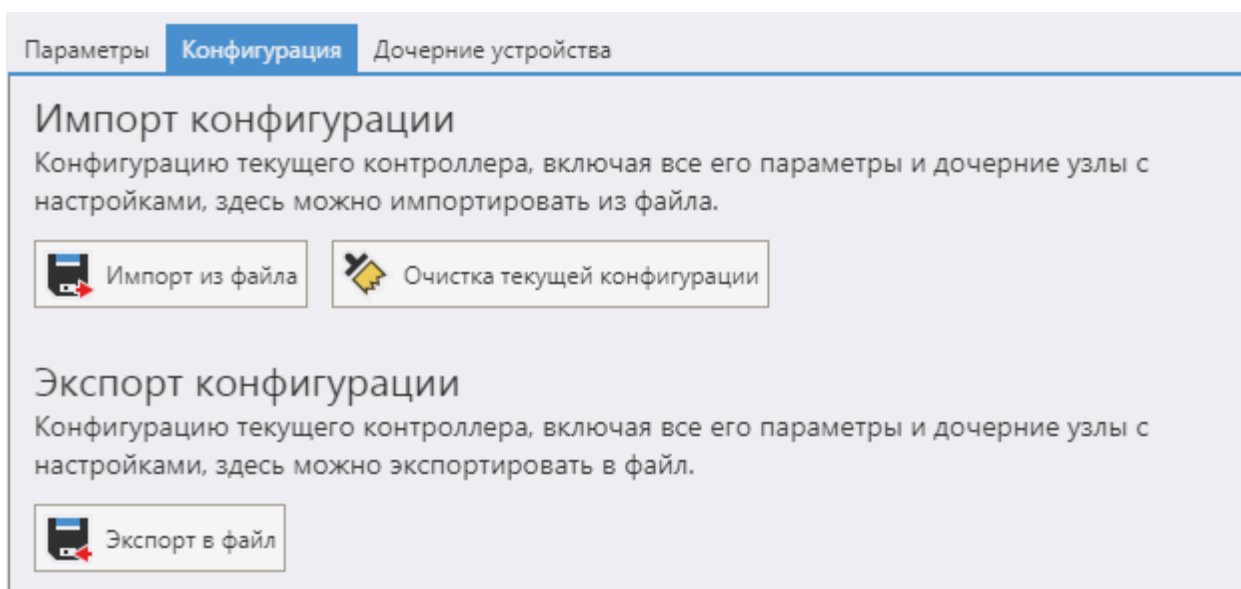 Параметры Конфигурация Дочерние устройства
Импорт конфигурации
Конфигурацию текущего контроллера, включая все его параметры и дочерние узлы с
настройками, здесь можно импортировать из файла.
Импорт из файла Очистка текущей конфигурации
Экспорт конфигурации
Конфигурацию текущего контроллера, включая все его параметры и дочерние узлы с
настройками, здесь можно экспортировать в файл.
Экспорт в файл